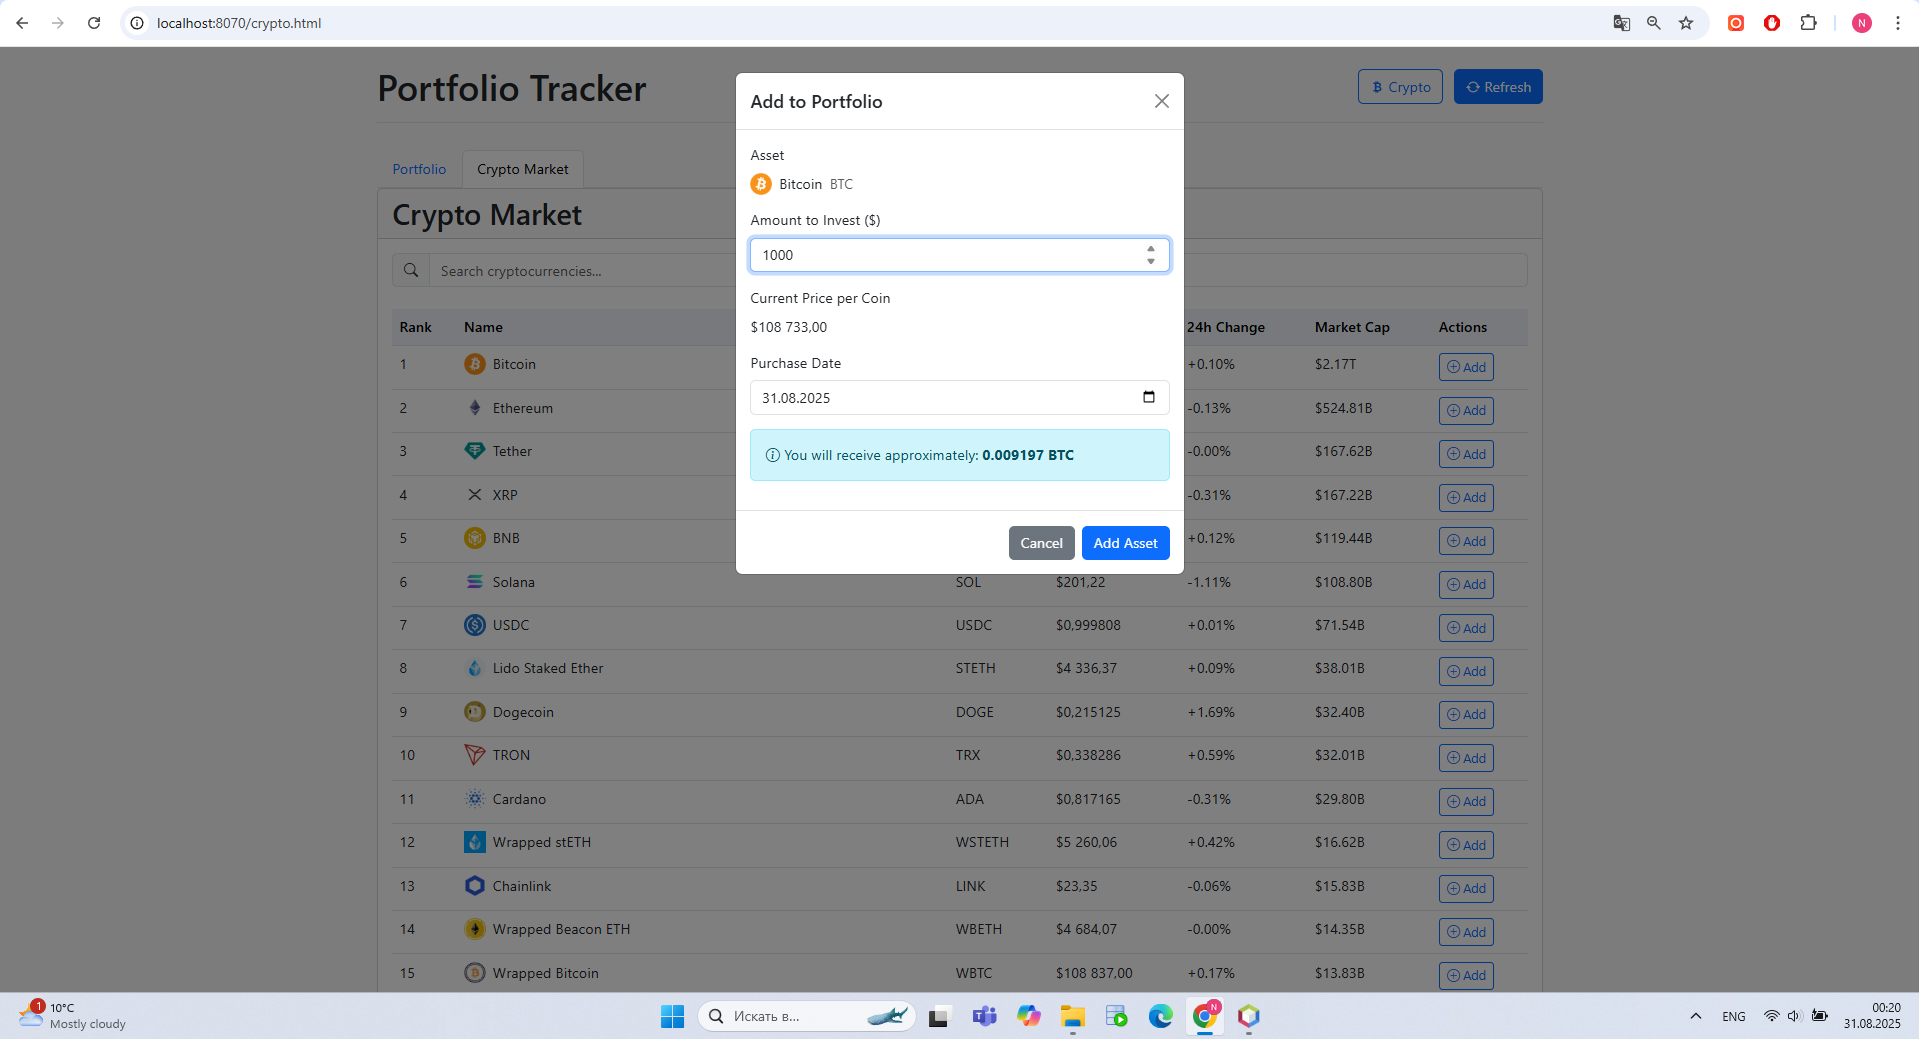 localhost:8070/crypto.html
N
Portfolio Tracker
Crypto
Refresh
Portfolio
Crypto Market
Crypto Market
Search cryptocurrencies...
Add to Portfolio
Asset
Bitcoin BTC
Amount to Invest ($)
1000
Current Price per Coin
$108 733,00
Purchase Date
31.08.2025
You will receive approximately: 0.009197 BTC
Cancel
Add Asset
Rank Name 24h Change Market Cap Actions
1 Bitcoin +0.10% $2.17T Add
2 Ethereum -0.13% $524.81B Add
3 Tether -0.00% $167.62B Add
4 XRP -0.31% $167.22B Add
5 BNB +0.12% $119.44B Add
6 Solana SOL $201,22 -1.11% $108.80B Add
7 USDC USDC $0,999808 +0.01% $71.54B Add
8 Lido Staked Ether STETH $4 336,37 +0.09% $38.01B Add
9 Dogecoin DOGE $0,215125 +1.69% $32.40B Add
10 TRON TRX $0,338286 +0.59% $32.01B Add
11 Cardano ADA $0,817165 -0.31% $29.80B Add
12 Wrapped stETH WSTETH $5 260,06 +0.42% $16.62B Add
13 Chainlink LINK $23,35 -0.06% $15.83B Add
14 Wrapped Beacon ETH WBETH $4 684,07 -0.00% $14.35B Add
15 Wrapped Bitcoin WBTC $108 837,00 +0.17% $13.83B Add
1
10°C
Mostly cloudy
Искать в...
N
ENG
00:20
31.08.2025